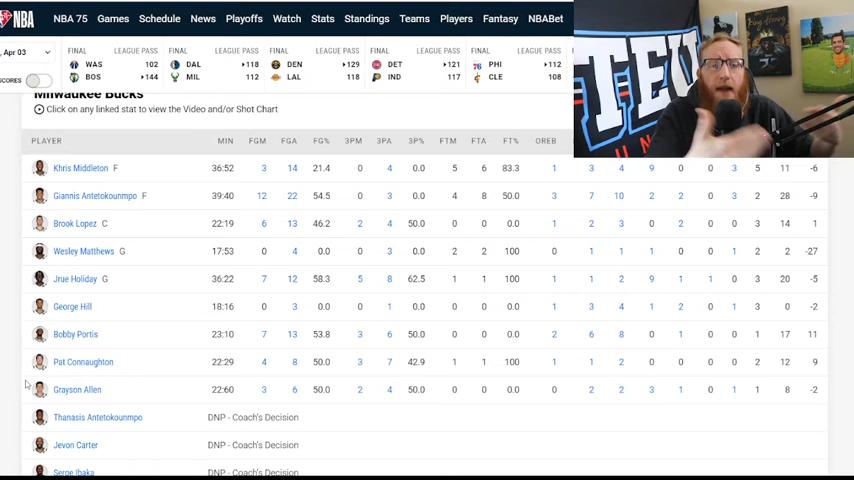 NBA
NBA 75 Games Schedule News Playoffs Watch Stats Standings Teams Players Fantasy NBABet
, Apr 03
SCORES
FINAL LEAGUE PASS FINAL LEAGUE PASS FINAL LEAGUE PASS FINAL LEAGUE PASS FINAL LEAGUE PASS
WAS 102 DAL 118 DEN 129 DET 121 PHI 112
BOS 144 MIL 112 LAL 118 IND 117 CLE 108
Milwaukee Bucks
Click on any linked stat to view the Video and/or Shot Chart
PLAYER MIN FGM FGA FG% 3PM 3PA 3P% FTM FTA FT% OREB
Khris Middleton F 36:52 3 14 21.4 0 4 0.0 5 6 83.3 1 3 4 9 0 0 3 5 11 -6
Giannis Antetokounmpo F 39:40 12 22 54.5 0 3 0.0 4 8 50.0 3 7 10 2 2 0 3 2 28 -9
Brook Lopez C 22:19 6 13 46.2 2 4 50.0 0 0 0.0 1 2 3 0 2 0 0 3 14 1
Wesley Matthews G 17:53 0 4 0.0 0 3 0.0 2 2 100 0 1 1 1 0 0 1 2 2 -27
Jrue Holiday G 36:22 7 12 58.3 5 8 62.5 1 1 100 1 1 2 9 1 1 0 3 20 -5
George Hill 18:16 0 3 0.0 0 1 0.0 0 0 0.0 1 3 4 1 2 0 1 3 0 -2
Bobby Portis 23:10 7 13 53.8 3 6 50.0 0 0 0.0 2 6 8 0 1 0 0 1 17 11
Pat Connaughton 22:29 4 8 50.0 3 7 42.9 1 1 100 1 1 2 0 0 0 0 2 12 9
Grayson Allen 22:60 3 6 50.0 2 4 50.0 0 0 0.0 0 2 2 3 1 0 1 1 8 -2
Thanasis Antetokounmpo DNP - Coach's Decision
Jevon Carter DNP - Coach's Decision
Serge Ibaka DNP - Coach's Decision